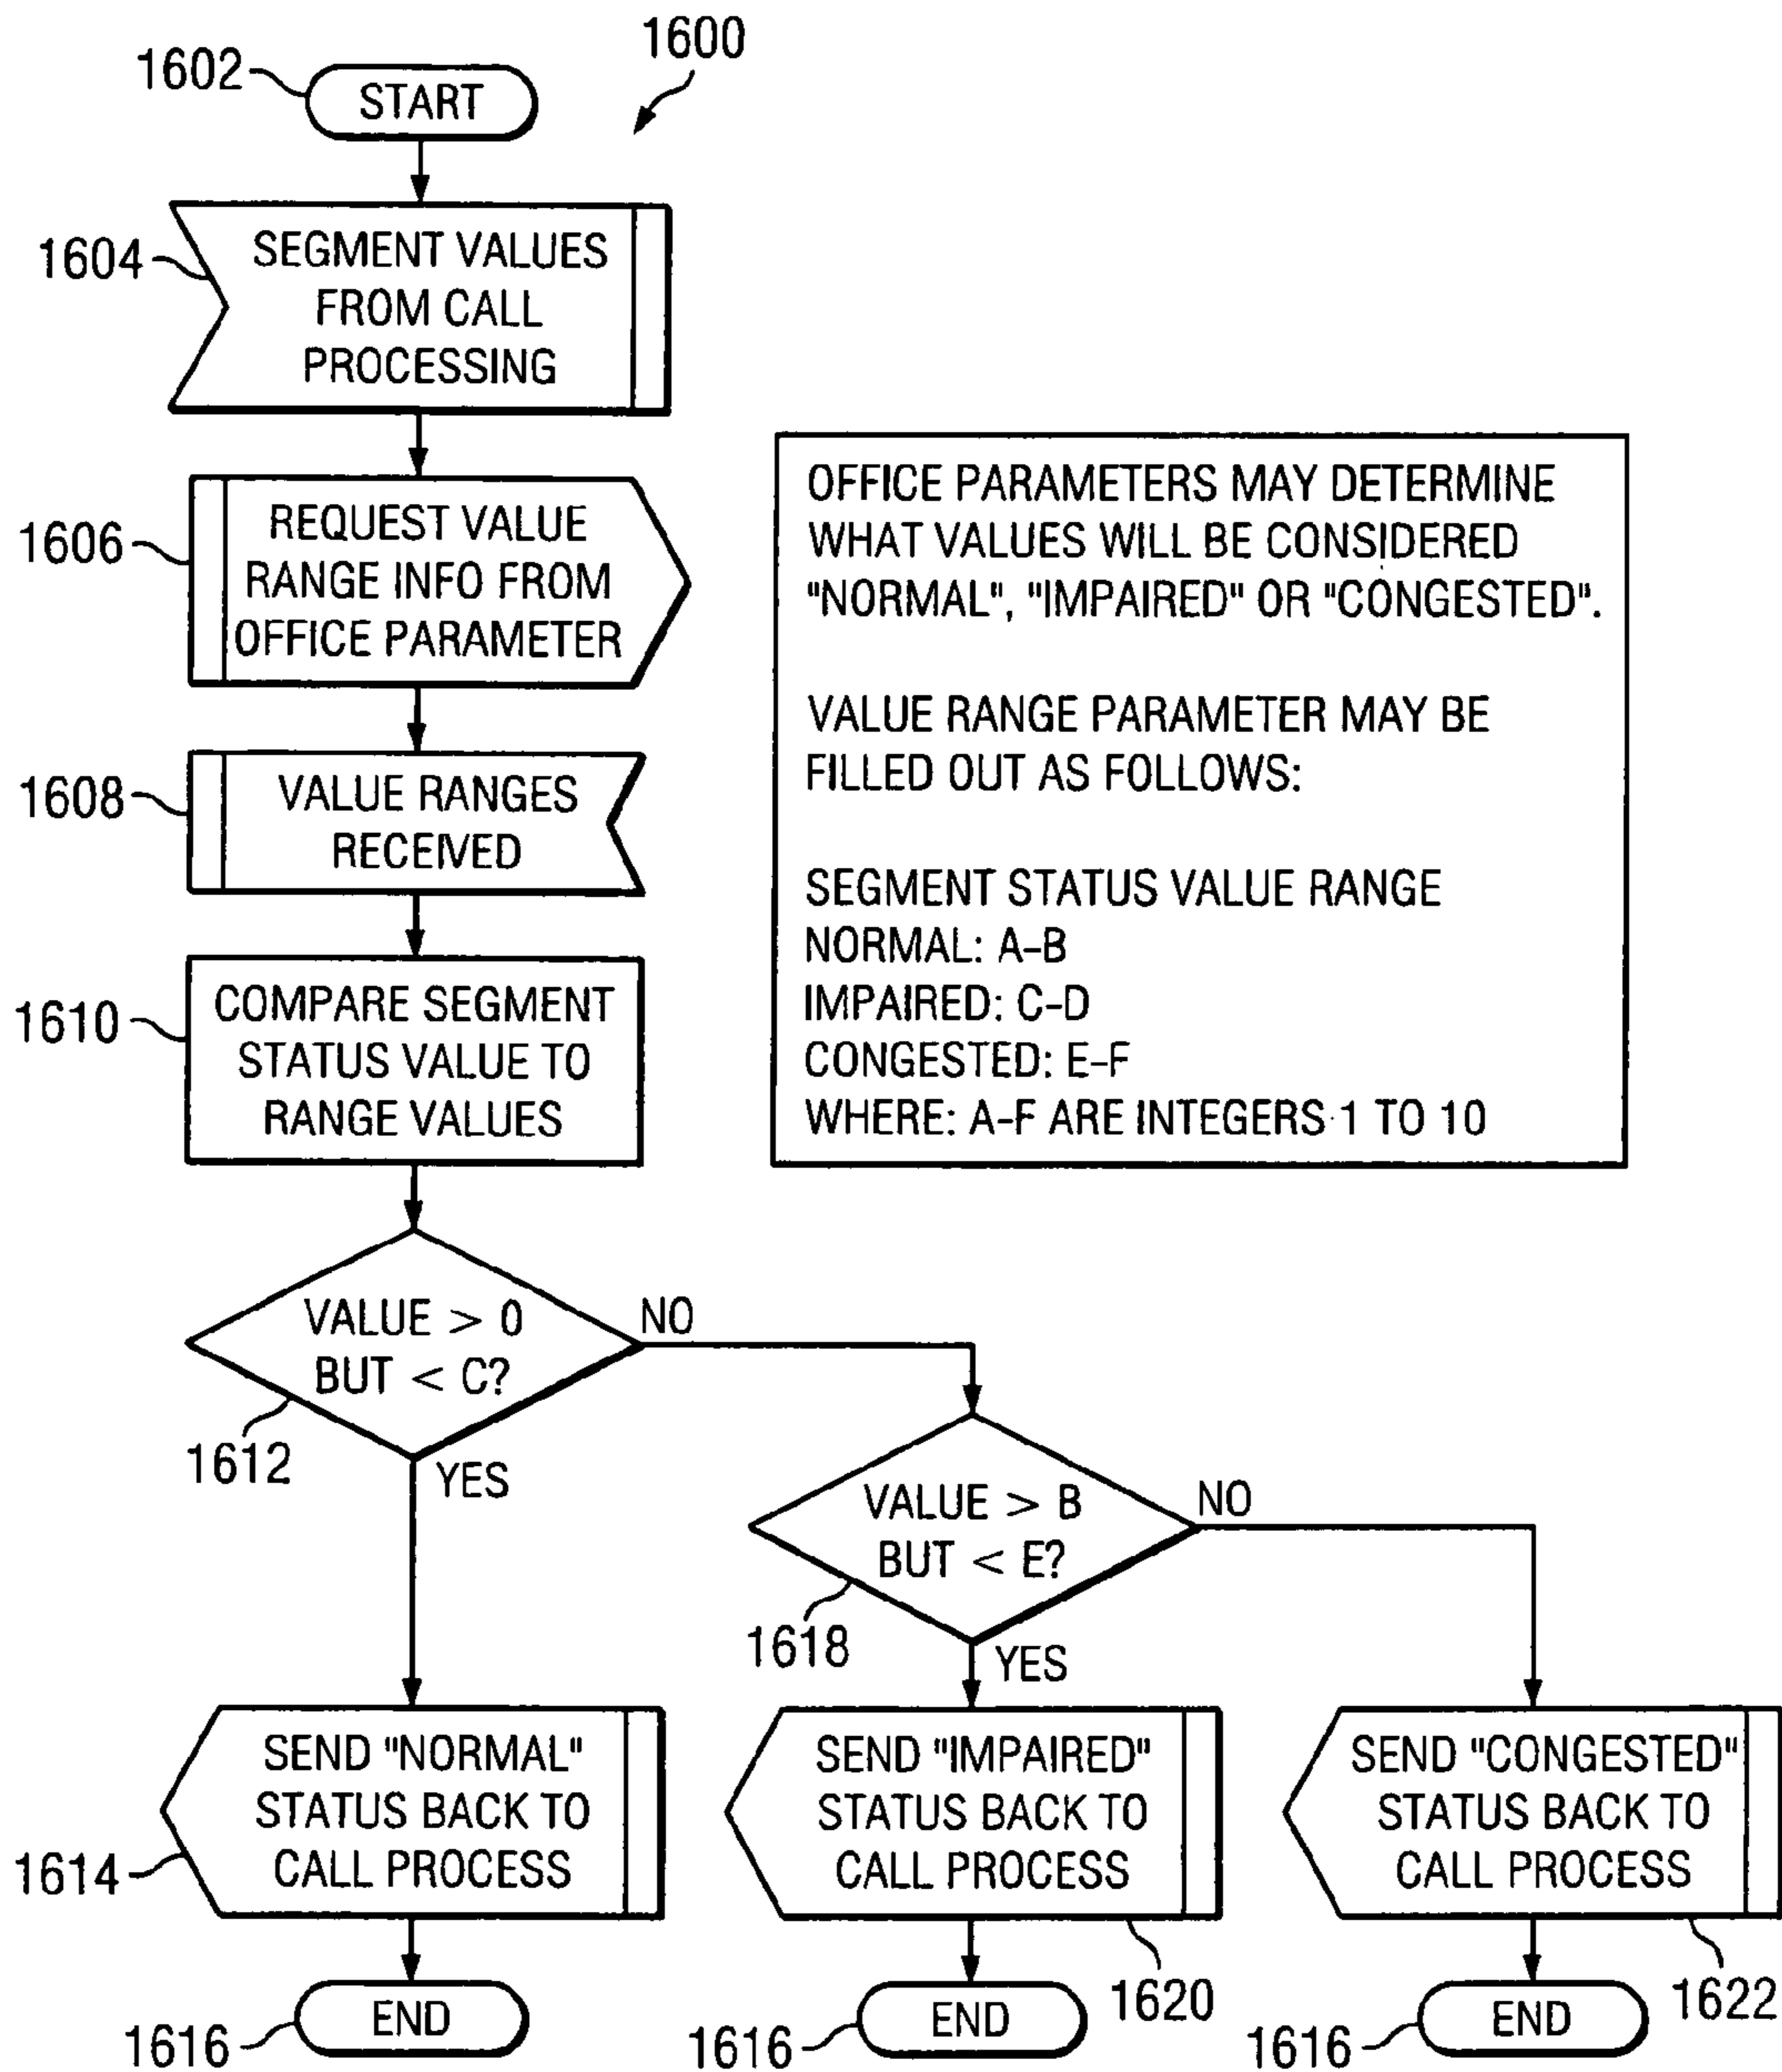 1600
1602
START
1604
SEGMENT VALUES
FROM CALL
PROCESSING
1606
REQUEST VALUE
RANGE INFO FROM
OFFICE PARAMETER
1608
VALUE RANGES
RECEIVED
1610
COMPARE SEGMENT
STATUS VALUE TO
RANGE VALUES
OFFICE PARAMETERS MAY DETERMINE
WHAT VALUES WILL BE CONSIDERED
"NORMAL", "IMPAIRED" OR "CONGESTED".
VALUE RANGE PARAMETER MAY BE
FILLED OUT AS FOLLOWS:
SEGMENT STATUS VALUE RANGE
NORMAL: A-B
IMPAIRED: C-D
CONGESTED: E-F
WHERE: A-F ARE INTEGERS 1 TO 10
VALUE > 0
BUT < C?
NO
1612
YES
VALUE > B
BUT < E?
NO
1618
YES
SEND "NORMAL"
STATUS BACK TO
CALL PROCESS
1614
SEND "IMPAIRED"
STATUS BACK TO
CALL PROCESS
1620
SEND "CONGESTED"
STATUS BACK TO
CALL PROCESS
1622
END
1616
END
1616
END
1616